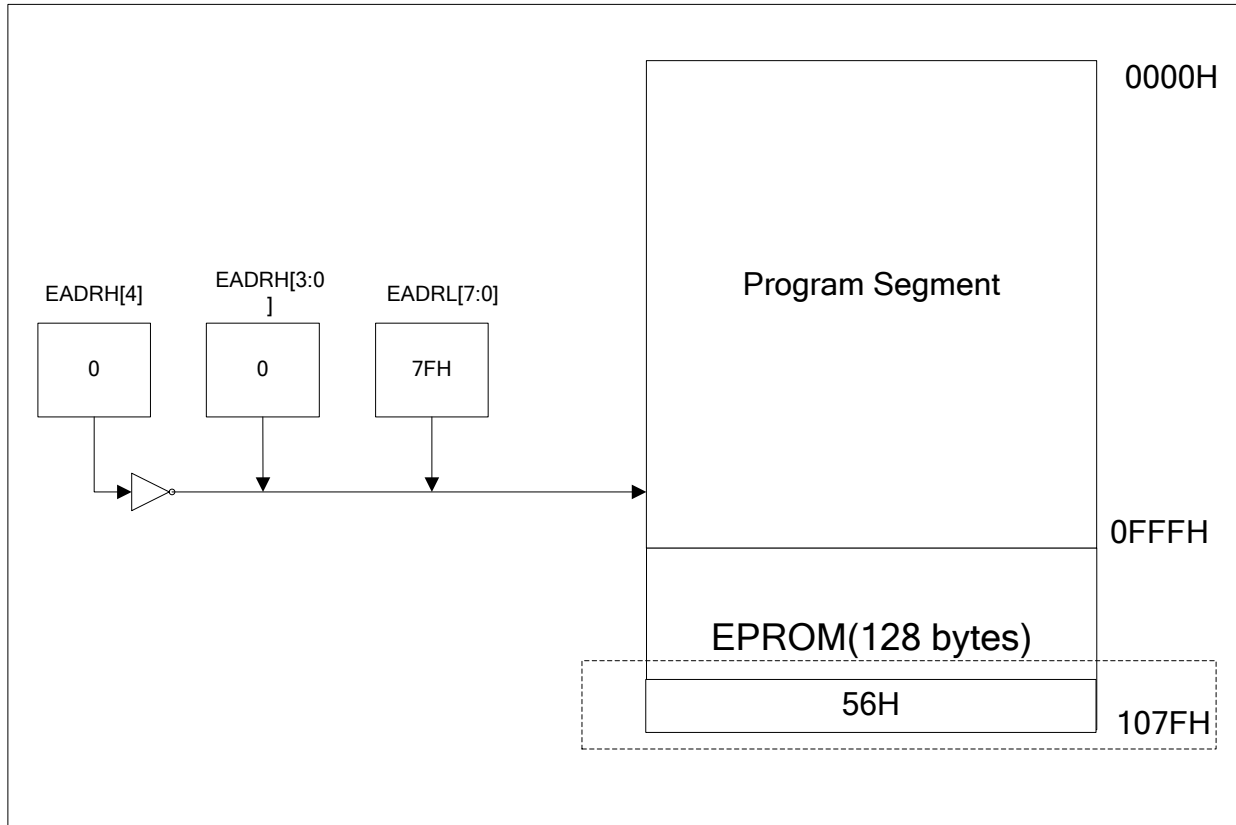 0000H
EADRH[4]
EADRH[3:0
]
EADRL[7:0]
Program Segment
0
0
7FH
0FFFH
EPROM(128 bytes)
56H
107FH